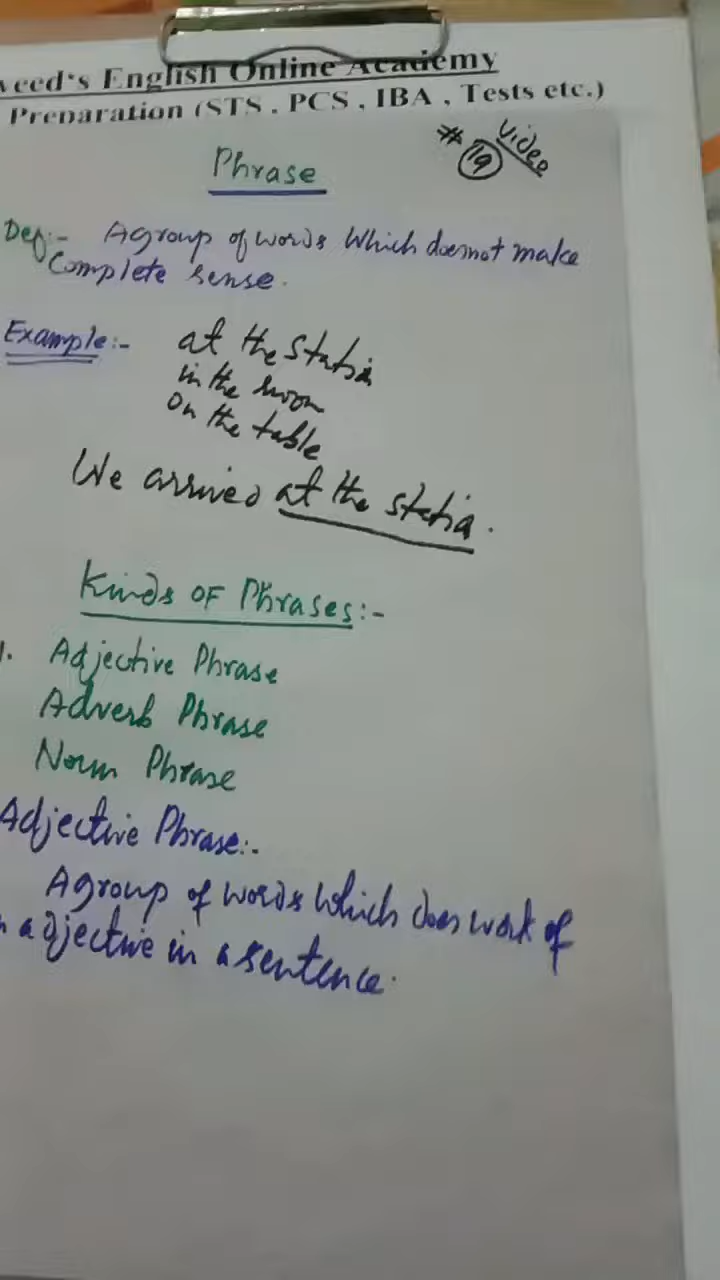 weed's English Online Academy
Preparation (STS, PCS, IBA, Tests etc.)
# 19 Video
Phrase
Def:- A group of words which does not make
complete sense.
Example:- at the station
in the room
on the table
We arrived at the station.
Kinds of Phrases:-
1. Adjective Phrase
Adverb Phrase
Noun Phrase
Adjective Phrase:-
A group of words which does work of
n adjective in a sentence.